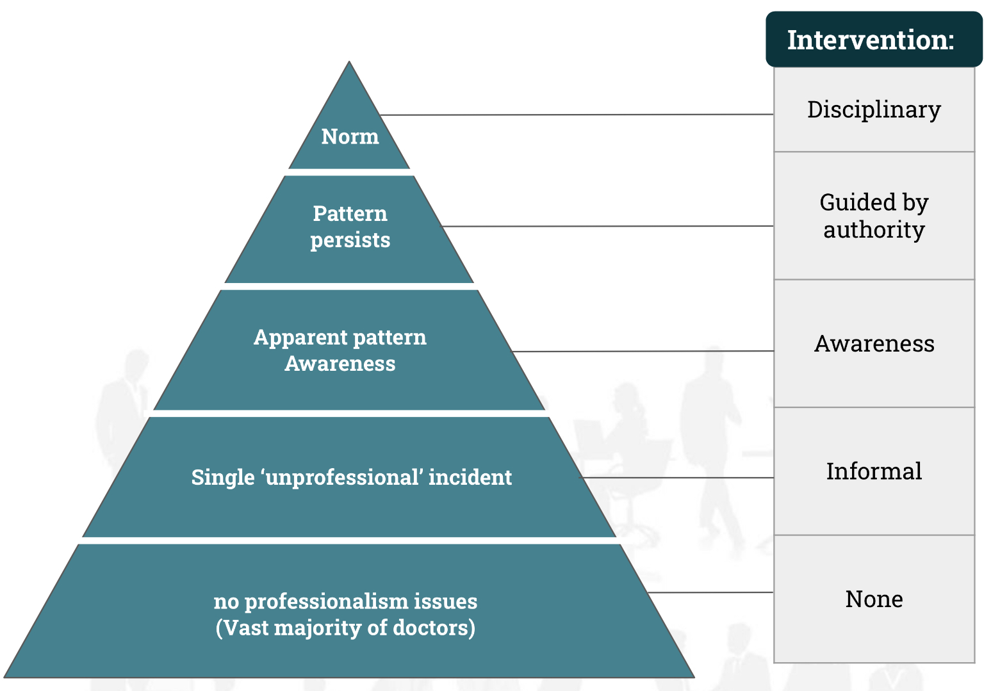 Intervention:
Norm
Disciplinary
Pattern
persists
Guided by
authority
Apparent pattern
Awareness
Awareness
Single ‘unprofessional’ incident
Informal
no professionalism issues
(Vast majority of doctors)
None